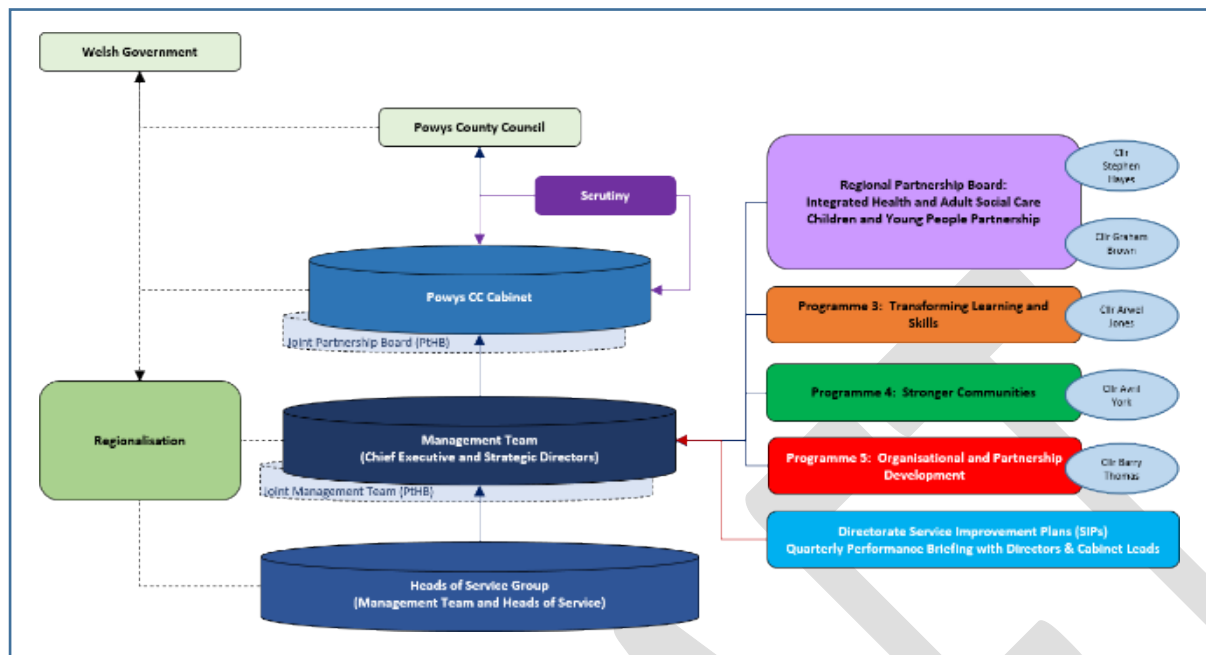 Welsh Government
Powys County Council
Scrutiny
Powys CC Cabinet
Joint Partnership Board (PtHB)
Regionalisation
Management Team
(Chief Executive and Strategic Directors)
Joint Management Team (PtHB)
Heads of Service Group
(Management Team and Heads of Service)
Regional Partnership Board:
Integrated Health and Adult Social Care
Children and Young People Partnership
Cllr
Stephen
Hayes
Cllr Graham
Brown
Programme 3: Transforming Learning and
Skills
Cllr Arwel
Jones
Programme 4: Stronger Communities
Cllr Avril
York
Programme 5: Organisational and Partnership
Development
Cllr Barry
Thomas
Directorate Service Improvement Plans (SIPs)
Quarterly Performance Briefing with Directors & Cabinet Leads